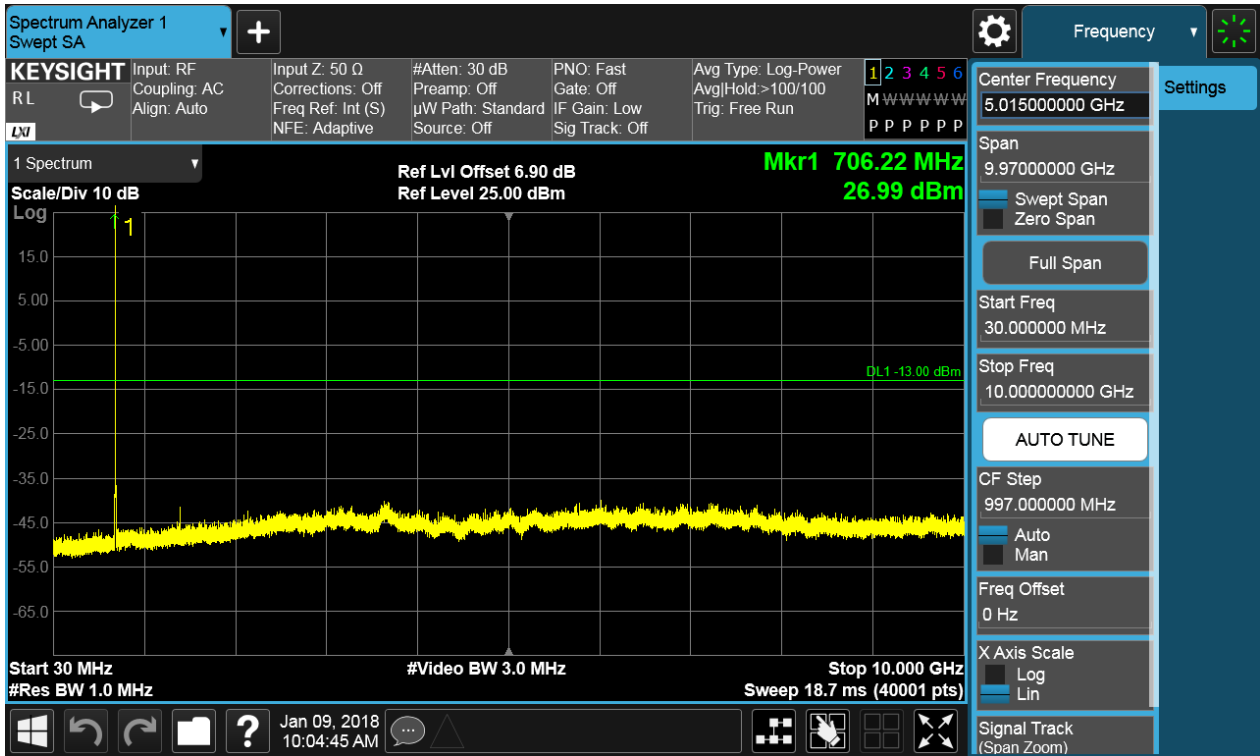 Spectrum Analyzer 1
Swept SA
+
Frequency
KEYSIGHT
RL
LXI
Input: RF
Coupling: AC
Align: Auto
Input Z: 50 Ω
Corrections: Off
Freq Ref: Int (S)
NFE: Adaptive
#Atten: 30 dB
Preamp: Off
µW Path: Standard
Source: Off
PNO: Fast
Gate: Off
IF Gain: Low
Sig Track: Off
Avg Type: Log-Power
Avg|Hold:>100/100
Trig: Free Run
1 2 3 4 5 6
M W W W W W
P P P P P P
1 Spectrum
Scale/Div 10 dB
Log
Ref Lvl Offset 6.90 dB
Ref Level 25.00 dBm
Mkr1 706.22 MHz
26.99 dBm
1
15.0
5.00
-5.00
-15.0
-25.0
-35.0
-45.0
-55.0
-65.0
DL1 -13.00 dBm
Start 30 MHz
#Res BW 1.0 MHz
#Video BW 3.0 MHz
Stop 10.000 GHz
Sweep 18.7 ms (40001 pts)
Center Frequency
5.015000000 GHz
Span
9.97000000 GHz
Swept Span
Zero Span
Full Span
Start Freq
30.000000 MHz
Stop Freq
10.000000000 GHz
AUTO TUNE
CF Step
997.000000 MHz
Auto
Man
Freq Offset
0 Hz
X Axis Scale
Log
Lin
Signal Track
(Span Zoom)
Settings
?
Jan 09, 2018
10:04:45 AM